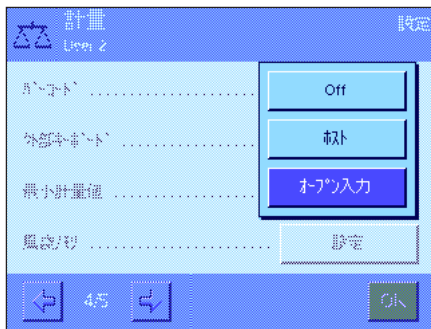 計量
設定
User 2
バーコード
Off
外部キーボード
ホスト
最小計量値
オープン入力
風袋メモリ
設定
4/5
OK